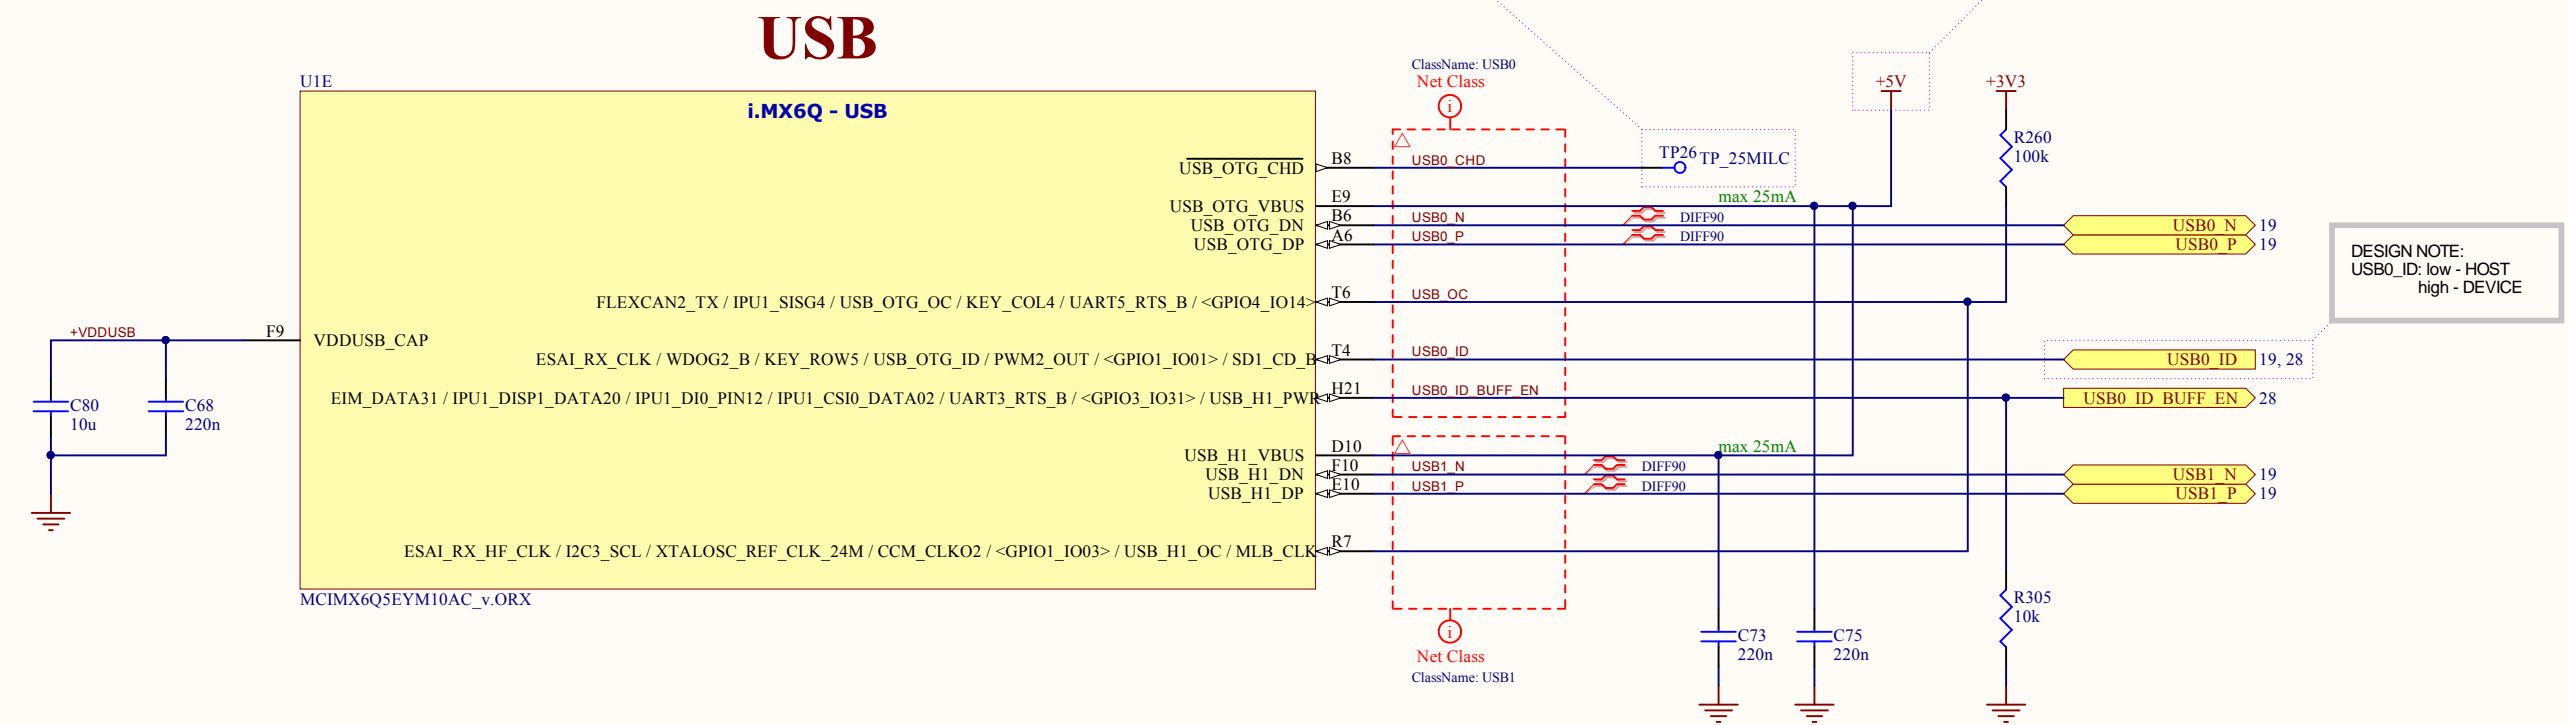 USB
U1E
i.MX6Q - USB
USB_OTG_CHD
USB_OTG_VBUS
USB_OTG_DN
USB_OTG_DP
FLEXCAN2_TX / IPU1_SISG4 / USB_OTG_OC / KEY_COL4 / UART5_RTS_B / <GPIO4_IO14>
VDDUSB_CAP
ESAI_RX_CLK / WDOG2_B / KEY_ROW5 / USB_OTG_ID / PWM2_OUT / <GPIO1_IO01> / SD1_CD_B
EIM_DATA31 / IPU1_DISP1_DATA20 / IPU1_DI0_PIN12 / IPU1_CSI0_DATA02 / UART3_RTS_B / <GPIO3_IO31> / USB_H1_PWR
USB_H1_VBUS
USB_H1_DN
USB_H1_DP
ESAI_RX_HF_CLK / I2C3_SCL / XTALOSC_REF_CLK_24M / CCM_CLKO2 / <GPIO1_IO03> / USB_H1_OC / MLB_CLK
MCIMX6Q5EYM10AC_v.ORX
+VDDUSB
F9
C80
10u
C68
220n
ClassName: USB0
Net Class
i
B8
USB0_CHD
TP26 TP_25MILC
E9
max 25mA
B6
USB0_N
DIFF90
USB0_N
19
A6
USB0_P
DIFF90
USB0_P
19
+5V
+3V3
R260
100k
T6
USB_OC
T4
USB0_ID
USB0_ID
19, 28
H21
USB0_ID_BUFF_EN
USB0_ID_BUFF_EN
28
DESIGN NOTE:
USB0_ID: low - HOST
high - DEVICE
D10
max 25mA
F10
USB1_N
DIFF90
USB1_N
19
E10
USB1_P
DIFF90
USB1_P
19
R7
i
Net Class
ClassName: USB1
C73
220n
C75
220n
R305
10k